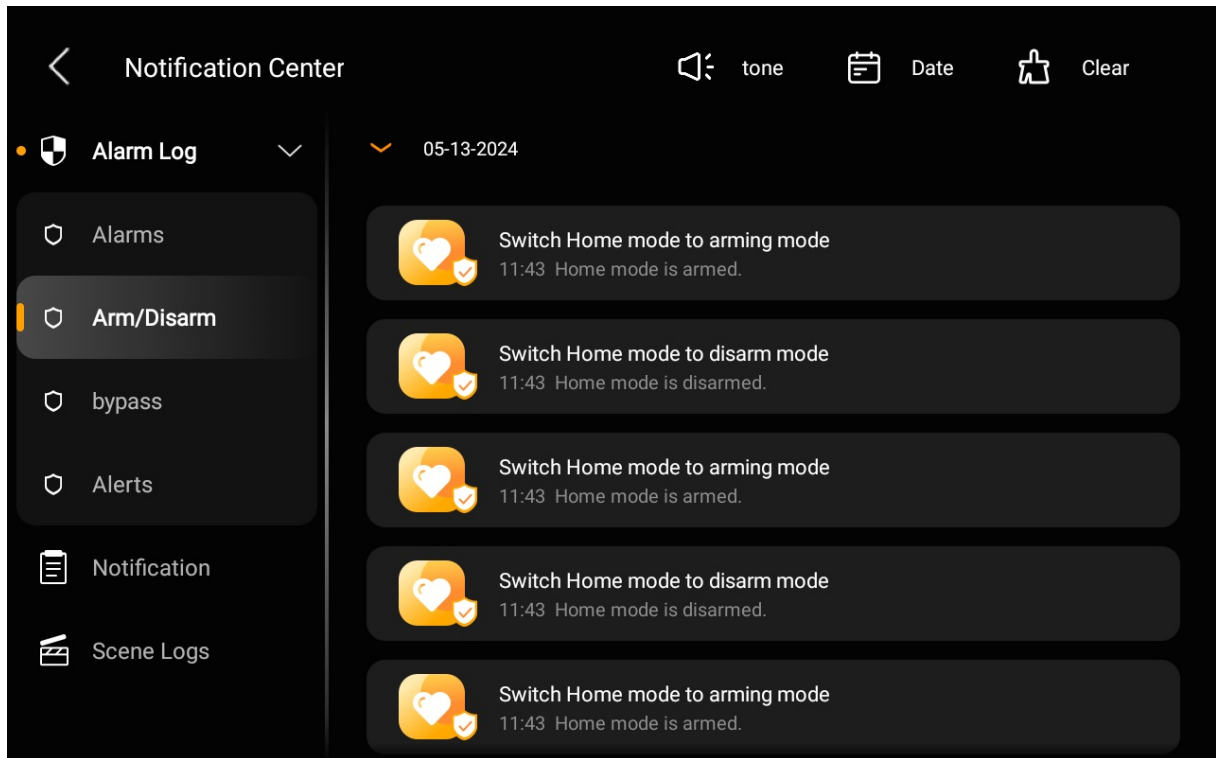 Notification Center
tone
Date
Clear
Alarm Log
Alarms
Arm/Disarm
bypass
Alerts
Notification
Scene Logs
05-13-2024
Switch Home mode to arming mode
11:43 Home mode is armed.
Switch Home mode to disarm mode
11:43 Home mode is disarmed.
Switch Home mode to arming mode
11:43 Home mode is armed.
Switch Home mode to disarm mode
11:43 Home mode is disarmed.
Switch Home mode to arming mode
11:43 Home mode is armed.